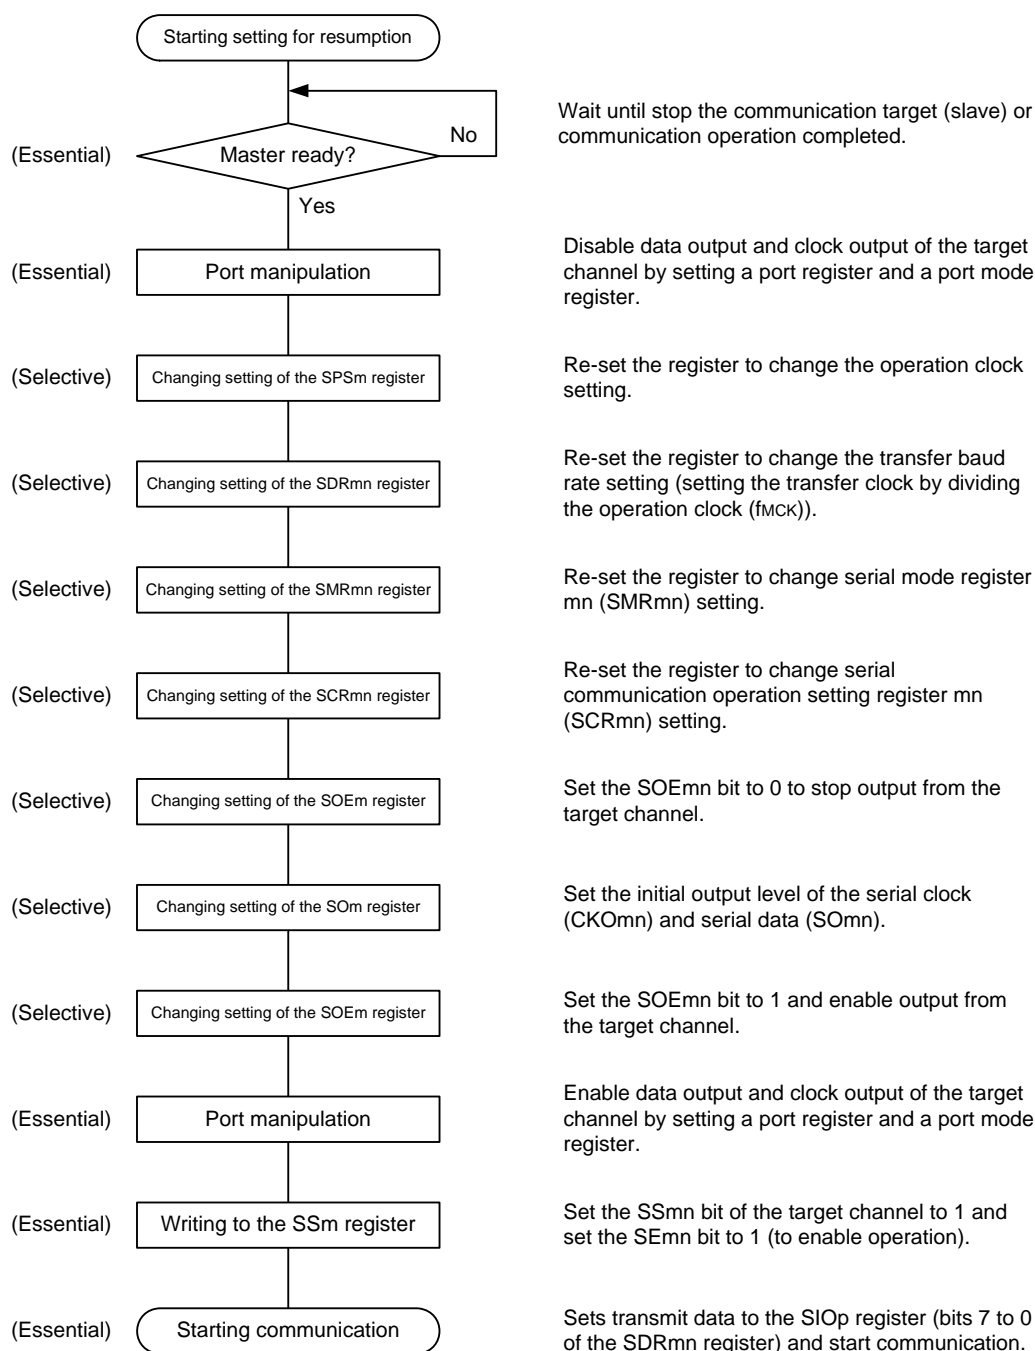 Starting setting for resumption
Wait until stop the communication target (slave) or
communication operation completed.
(Essential)
Master ready?
No
Yes
(Essential)
Port manipulation
Disable data output and clock output of the target
channel by setting a port register and a port mode
register.
(Selective)
Changing setting of the SPSm register
Re-set the register to change the operation clock
setting.
(Selective)
Changing setting of the SDRmn register
Re-set the register to change the transfer baud
rate setting (setting the transfer clock by dividing
the operation clock (fMCK)).
(Selective)
Changing setting of the SMRmn register
Re-set the register to change serial mode register
mn (SMRmn) setting.
(Selective)
Changing setting of the SCRmn register
Re-set the register to change serial
communication operation setting register mn
(SCRmn) setting.
(Selective)
Changing setting of the SOEm register
Set the SOEmn bit to 0 to stop output from the
target channel.
(Selective)
Changing setting of the SOm register
Set the initial output level of the serial clock
(CKOmn) and serial data (SOmn).
(Selective)
Changing setting of the SOEm register
Set the SOEmn bit to 1 and enable output from
the target channel.
(Essential)
Port manipulation
Enable data output and clock output of the target
channel by setting a port register and a port mode
register.
(Essential)
Writing to the SSm register
Set the SSmn bit of the target channel to 1 and
set the SEmn bit to 1 (to enable operation).
(Essential)
Starting communication
Sets transmit data to the SIOp register (bits 7 to 0
of the SDRmn register) and start communication.